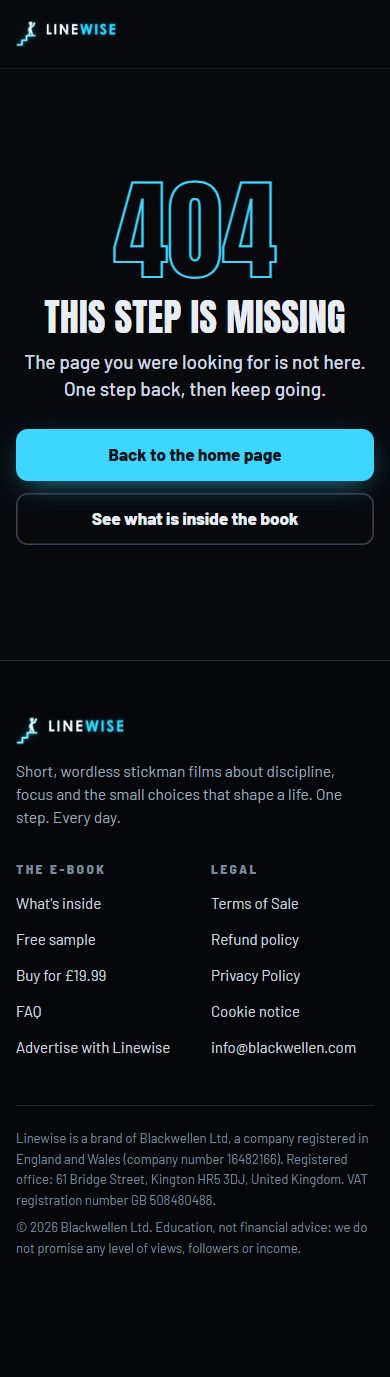 LINEWISE
404
THIS STEP IS MISSING
The page you were looking for is not here.
One step back, then keep going.
Back to the home page
See what is inside the book
LINEWISE
Short, wordless stickman films about discipline,
focus and the small choices that shape a life. One
step. Every day.
THE E-BOOK
What's inside
Free sample
Buy for £19.99
FAQ
Advertise with Linewise
LEGAL
Terms of Sale
Refund policy
Privacy Policy
Cookie notice
info@blackwellen.com
Linewise is a brand of Blackwellen Ltd, a company registered in
England and Wales (company number 16482166). Registered
office: 61 Bridge Street, Kington HR5 3DJ, United Kingdom. VAT
registration number GB 508480488.
© 2026 Blackwellen Ltd. Education, not financial advice: we do
not promise any level of views, followers or income.